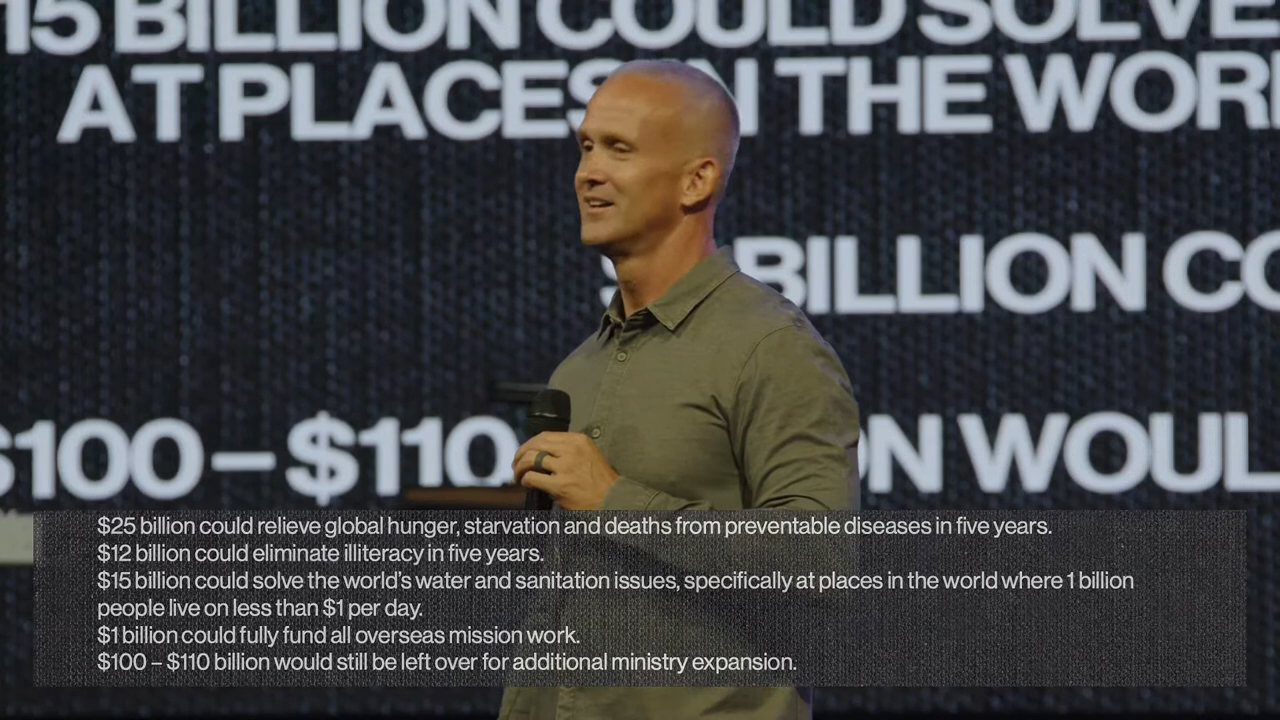 15 BILLION COULD SOLVE
AT PLACES IN THE WORL
BILLION CO
$100 – $110 ON WOUL
$25 billion could relieve global hunger, starvation and deaths from preventable diseases in five years.
$12 billion could eliminate illiteracy in five years.
$15 billion could solve the world's water and sanitation issues, specifically at places in the world where 1 billion
people live on less than $1 per day.
$1 billion could fully fund all overseas mission work.
$100 – $110 billion would still be left over for additional ministry expansion.